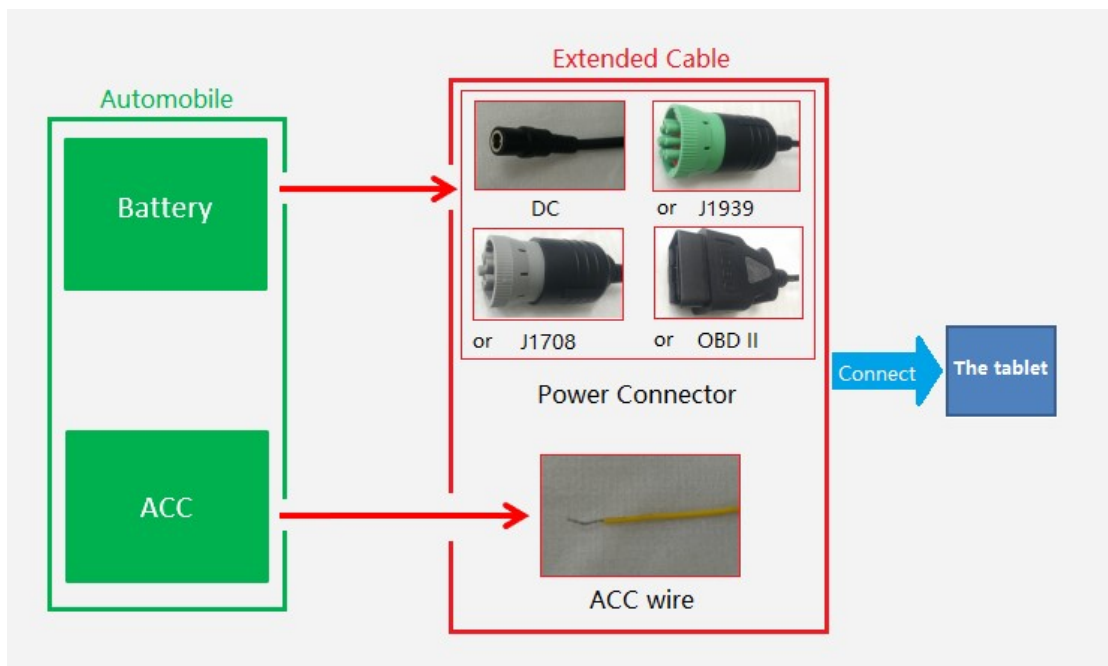 Extended Cable
Automobile
Battery
DC
or J1939
or J1708
or OBD II
Power Connector
Connect
The tablet
ACC
ACC wire